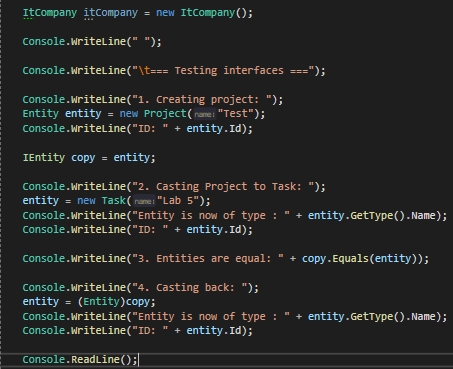 ItCompany itCompany = new ItCompany();
Console.WriteLine(" ");
Console.WriteLine("\t=== Testing interfaces ===");
Console.WriteLine("1. Creating project: ");
Entity entity = new Project(name: "Test");
Console.WriteLine("ID: " + entity.Id);
IEntity copy = entity;
Console.WriteLine("2. Casting Project to Task: ");
entity = new Task(name: "Lab 5");
Console.WriteLine("Entity is now of type : " + entity.GetType().Name);
Console.WriteLine("ID: " + entity.Id);
Console.WriteLine("3. Entities are equal: " + copy.Equals(entity));
Console.WriteLine("4. Casting back: ");
entity = (Entity)copy;
Console.WriteLine("Entity is now of type : " + entity.GetType().Name);
Console.WriteLine("ID: " + entity.Id);
Console.ReadLine();